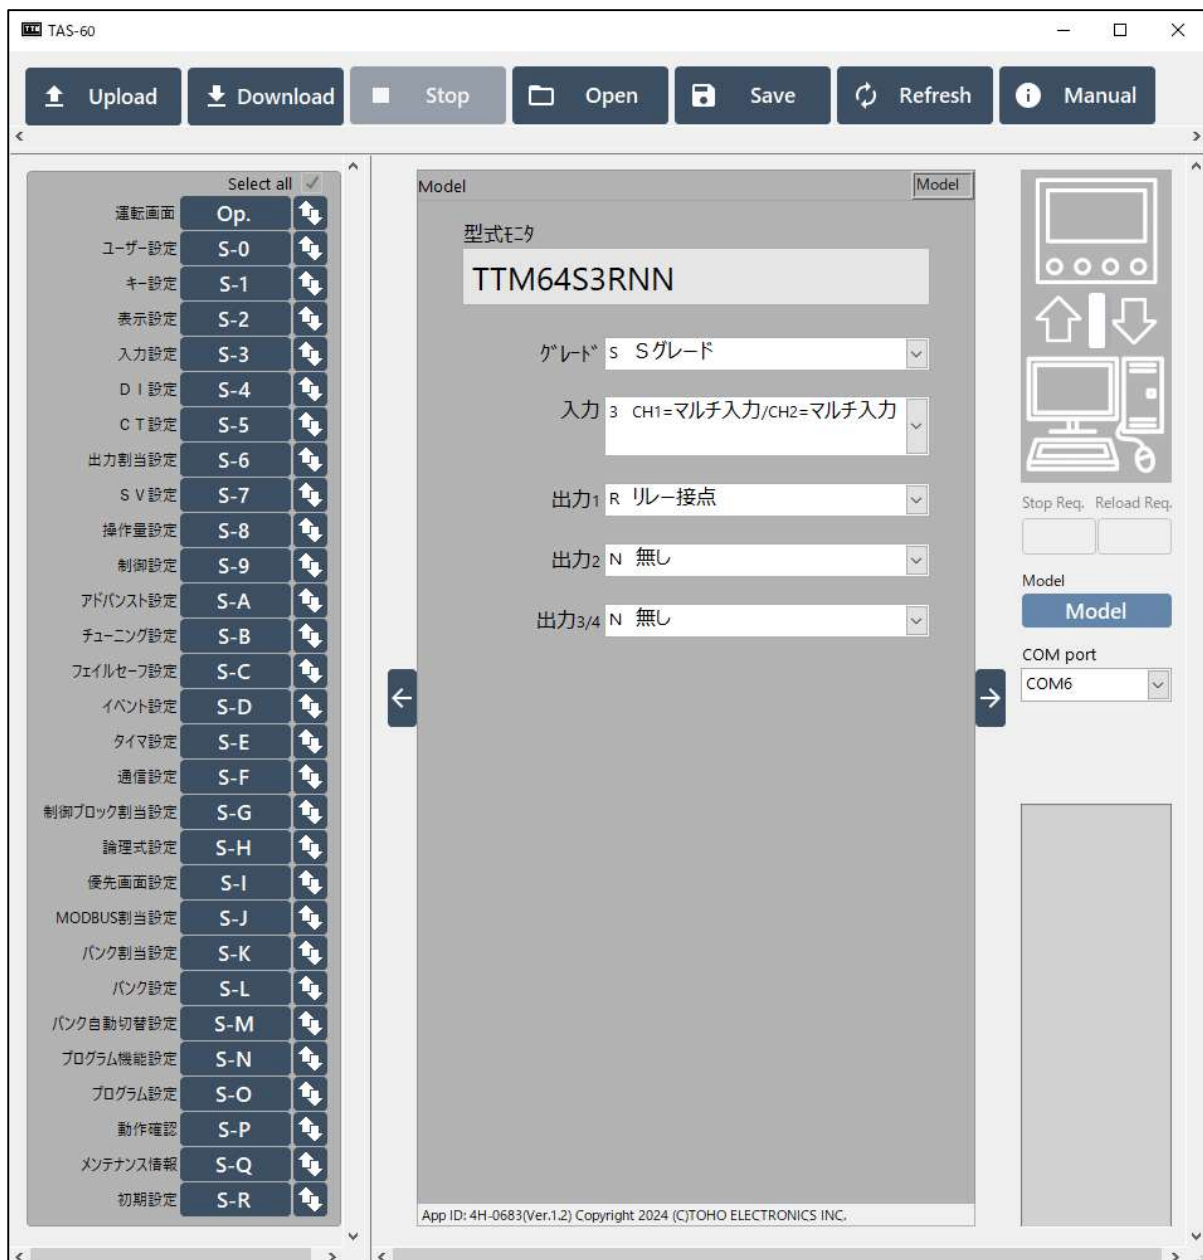 TTC TAS-60
Upload Download Stop Open Save Refresh Manual
Select all
運転画面 Op.
ユーザー設定 S-0
キー設定 S-1
表示設定 S-2
入力設定 S-3
ＤＩ設定 S-4
ＣＴ設定 S-5
出力割当設定 S-6
ＳＶ設定 S-7
操作量設定 S-8
制御設定 S-9
アドバンスト設定 S-A
チューニング設定 S-B
フェイルセーフ設定 S-C
イベント設定 S-D
タイマ設定 S-E
通信設定 S-F
制御ブロック割当設定 S-G
論理式設定 S-H
優先画面設定 S-I
MODBUS割当設定 S-J
バンク割当設定 S-K
バンク設定 S-L
バンク自動切替設定 S-M
プログラム機能設定 S-N
プログラム設定 S-O
動作確認 S-P
メンテナンス情報 S-Q
初期設定 S-R
Model Model
型式ﾓﾆﾀ
TTM64S3RNN
ｸﾞﾚｰﾄﾞ S Ｓグレード
入力 3 CH1=マルチ入力/CH2=マルチ入力
出力1 R リレー接点
出力2 N 無し
出力3/4 N 無し
App ID: 4H-0683(Ver.1.2) Copyright 2024 (C)TOHO ELECTRONICS INC.
Stop Req. Reload Req.
Model
Model
COM port
COM6